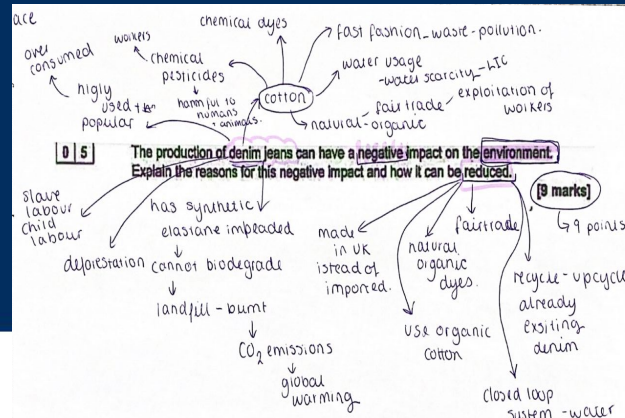 ace
chemical dyes
fast fashion - waste - pollution.
over
consumed
workers
chemical
pesticides
water usage
- water scarcity - LIC
cotton
higly
used +
popular
harmful to
humans
+ animals.
fairtrade - exploitation of
workers
natural - organic
0 5 The production of denim jeans can have a negative impact on the environment.
Explain the reasons for this negative impact and how it can be reduced.
[9 marks]
9 points
slave
labour
child
labour
deforestation
has synthetic
elastane impeaded
cannot biodegrade
landfill - burnt
CO2 emissions
global
warming
made
in UK
istead of
imported.
natural
organic
dyes.
fairtrade
use organic
cotton
recycle - upcycle
already
exsiting
denim
closed loop
system - water